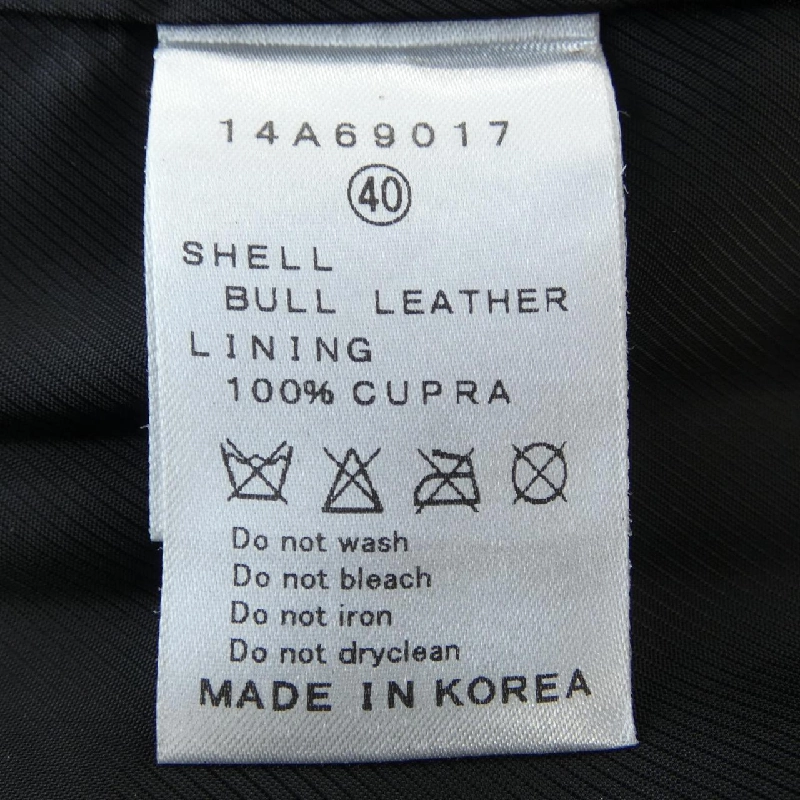 14A69017
40
SHELL
BULL LEATHER
LINING
100% CUPRA
Do not wash
Do not bleach
Do not iron
Do not dryclean
MADE IN KOREA